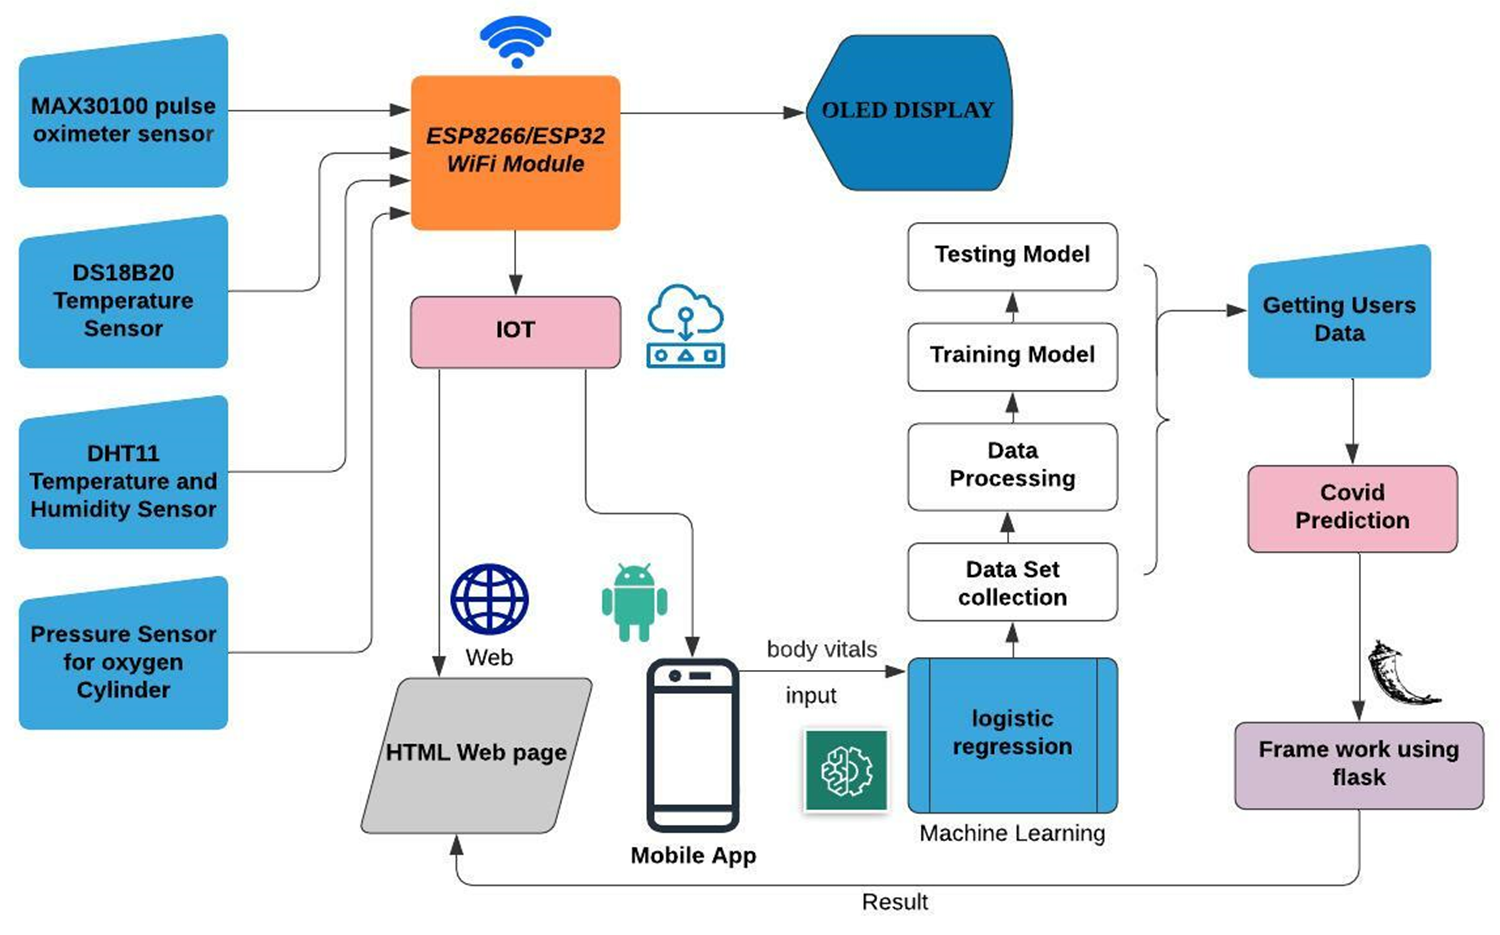 MAX30100 pulse
oximeter sensor
ESP8266/ESP32
WiFi Module
OLED DISPLAY
DS18B20
Temperature
Sensor
IOT
Testing Model
Training Model
Data
Processing
Data Set
collection
Getting Users
Data
DHT11
Temperature and
Humidity Sensor
Covid
Prediction
Pressure Sensor
for oxygen
Cylinder
Web
HTML Web page
Mobile App
body vitals
input
logistic
regression
Machine Learning
Frame work using
flask
Result